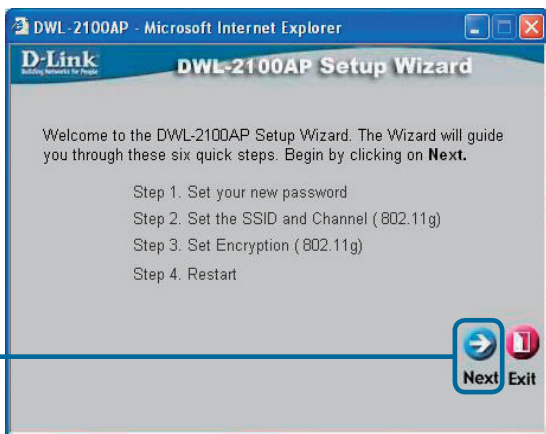 DWL-2100AP - Microsoft Internet Explorer
D-Link
Building Networks for People
DWL-2100AP Setup Wizard
Welcome to the DWL-2100AP Setup Wizard. The Wizard will guide
you through these six quick steps. Begin by clicking on Next.
Step 1. Set your new password
Step 2. Set the SSID and Channel ( 802.11g)
Step 3. Set Encryption ( 802.11g)
Step 4. Restart
Next Exit